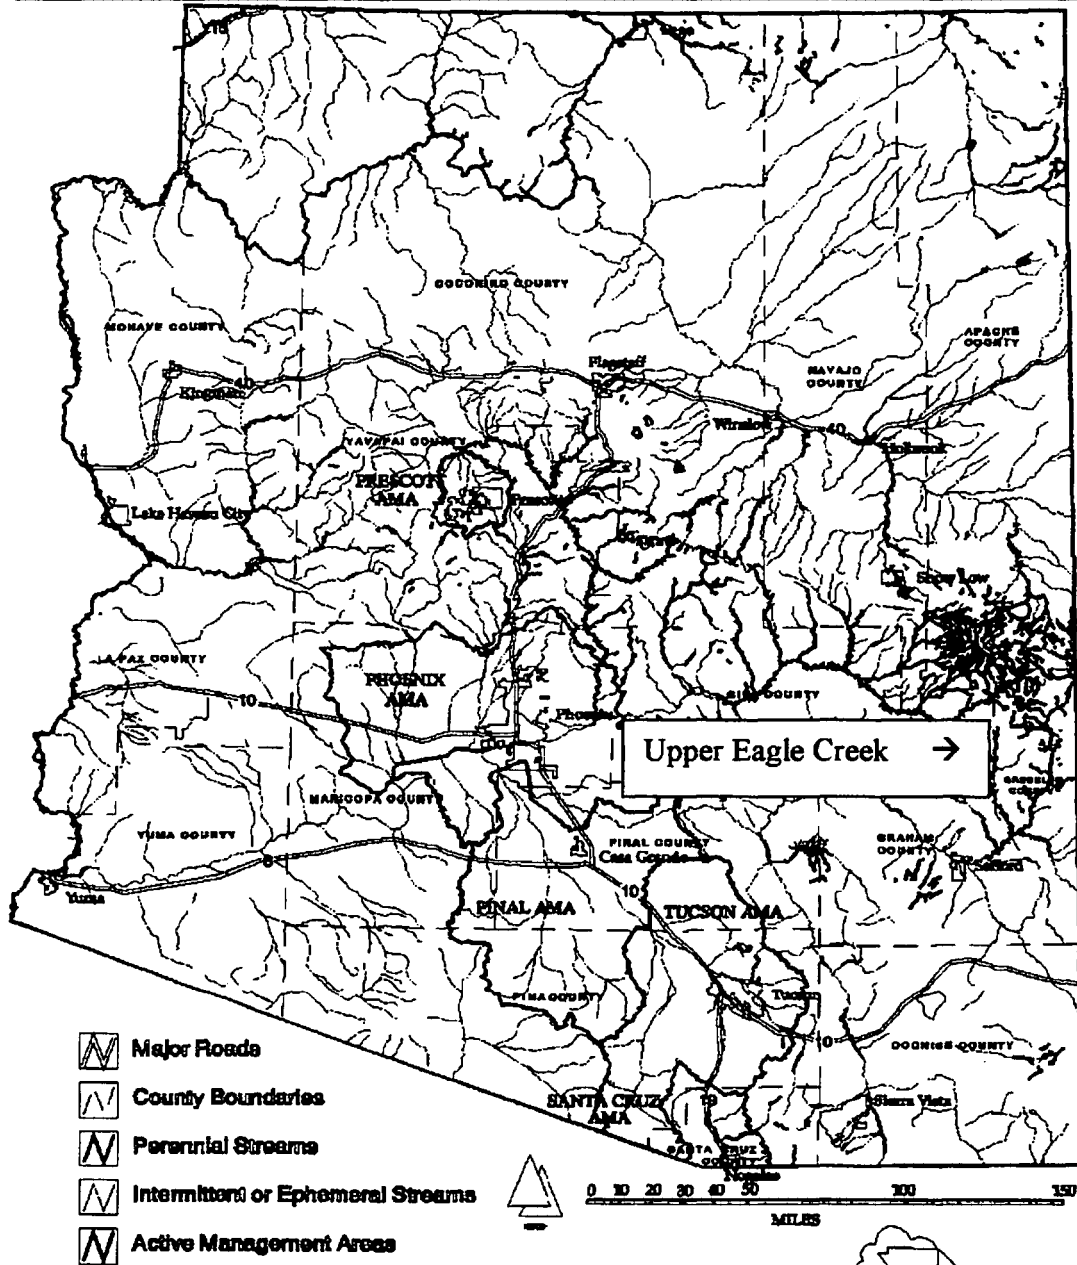 15
COCONINO COUNTY
MOHAVE COUNTY
APACHE
COUNTY
NAVAJO
COUNTY
Flagstaff
Kingman
40
Winslow
40
Holbrook
YAVAPAI COUNTY
PRESCOTT
AMA
Prescott
Lake Havasu City
Show Low
LA PAZ COUNTY
PHOENIX
AMA
GILA COUNTY
10
Phoenix
Upper Eagle Creek →
MARICOPA COUNTY
YUMA COUNTY
PINAL COUNTY
Casa Grande
GRAHAM
COUNTY
Safford
8
Yuma
10
PINAL AMA
TUCSON AMA
PIMA COUNTY
Tucson
10
COCHISE COUNTY
SANTA CRUZ
AMA
19
Sierra Vista
SANTA CRUZ
COUNTY
Nogales
Major Roads
County Boundaries
Perennial Streams
Intermittent or Ephemeral Streams
Active Management Areas
0 10 20 30 40 50 100 150
MILES